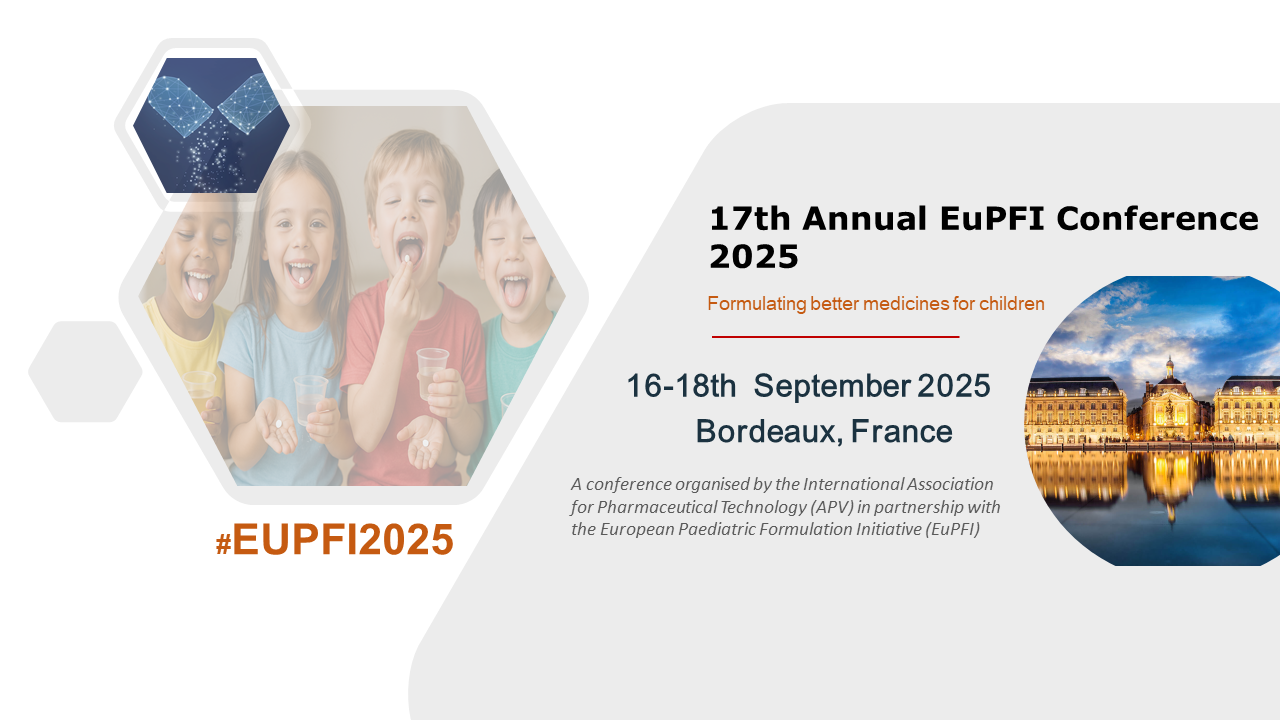 17th Annual EuPFI Conference
2025
Formulating better medicines for children
16-18th September 2025
Bordeaux, France
A conference organised by the International Association
for Pharmaceutical Technology (APV) in partnership with
the European Paediatric Formulation Initiative (EuPFI)
#EUPFI2025